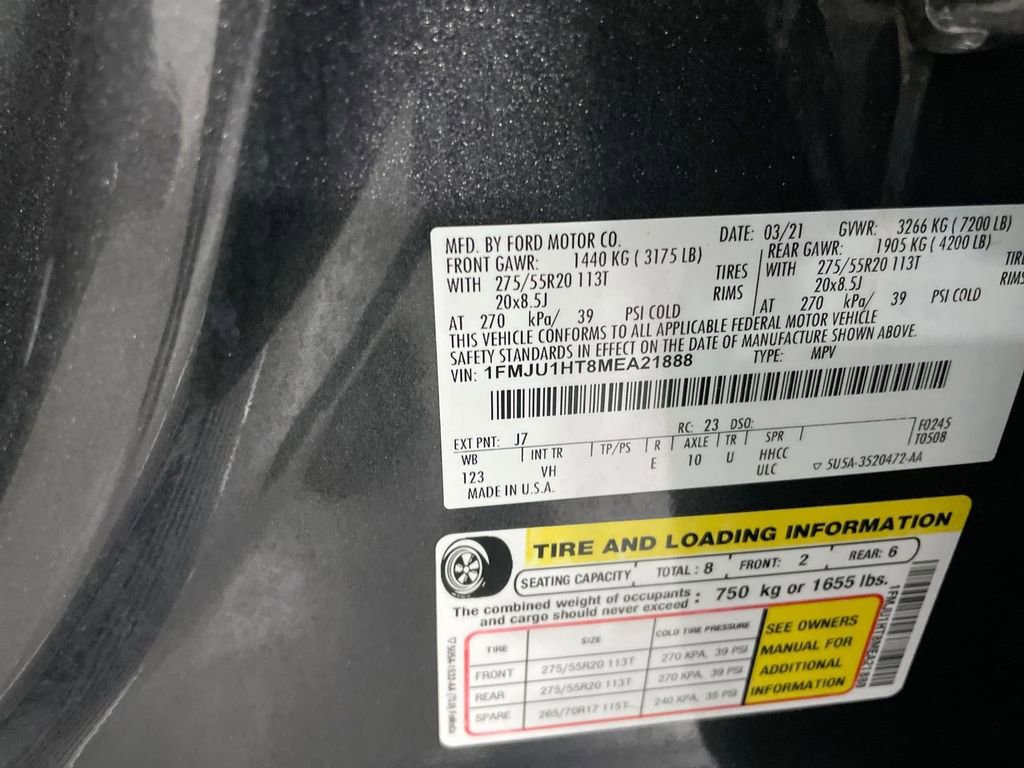 MFD. BY FORD MOTOR CO. DATE: 03/21 GVWR: 3266 KG ( 7200 LB)
FRONT GAWR: 1440 KG ( 3175 LB) REAR GAWR: 1905 KG ( 4200 LB)
WITH 275/55R20 113T TIRES WITH 275/55R20 113T TIRE
20x8.5J RIMS 20x8.5J RIMS
AT 270 kPa/ 39 PSI COLD AT 270 kPa/ 39 PSI COLD
THIS VEHICLE CONFORMS TO ALL APPLICABLE FEDERAL MOTOR VEHICLE
SAFETY STANDARDS IN EFFECT ON THE DATE OF MANUFACTURE SHOWN ABOVE.
VIN: 1FMJU1HT8MEA21888 TYPE: MPV
EXT PNT: J7 RC: 23 DSO: F0245
WB INT TR TP/PS R AXLE TR SPR T0508
123 VH E 10 U HHCC
ULC 5U5A-3520472-AA
MADE IN U.S.A.
TIRE AND LOADING INFORMATION
SEATING CAPACITY TOTAL : 8 FRONT: 2 REAR: 6
The combined weight of occupants and cargo should never exceed : 750 kg or 1655 lbs.
TIRE SIZE COLD TIRE PRESSURE
FRONT 275/55R20 113T 270 KPA, 39 PSI
REAR 275/55R20 113T 270 KPA, 39 PSI
SPARE 265/70R17 115T 240 KPA, 35 PSI
SEE OWNERS
MANUAL FOR
ADDITIONAL
INFORMATION
1FMJU1HT8MEA21888